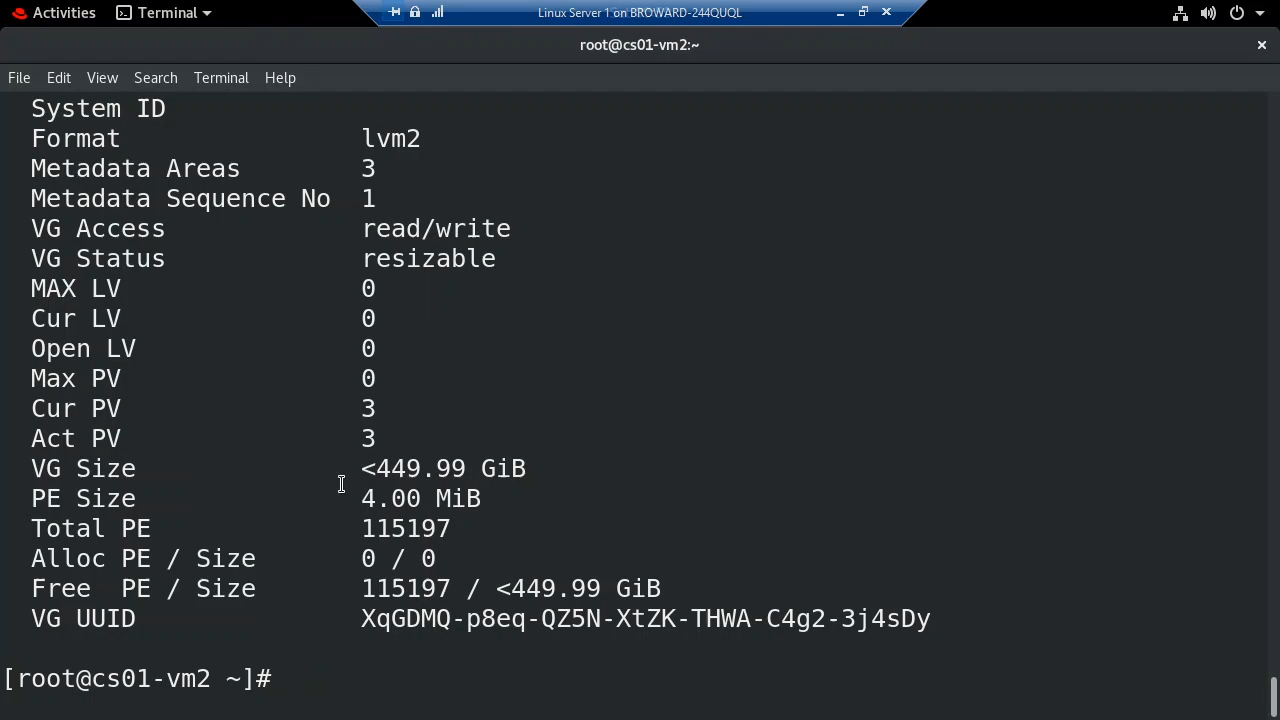 Activities Terminal Linux Server 1 on BROWARD-244QUQL
root@cs01-vm2:~
File Edit View Search Terminal Help
System ID
Format lvm2
Metadata Areas 3
Metadata Sequence No 1
VG Access read/write
VG Status resizable
MAX LV 0
Cur LV 0
Open LV 0
Max PV 0
Cur PV 3
Act PV 3
VG Size <449.99 GiB
PE Size 4.00 MiB
Total PE 115197
Alloc PE / Size 0 / 0
Free  PE / Size 115197 / <449.99 GiB
VG UUID XqGDMQ-p8eq-QZ5N-XtZK-THWA-C4g2-3j4sDy
[root@cs01-vm2 ~]#